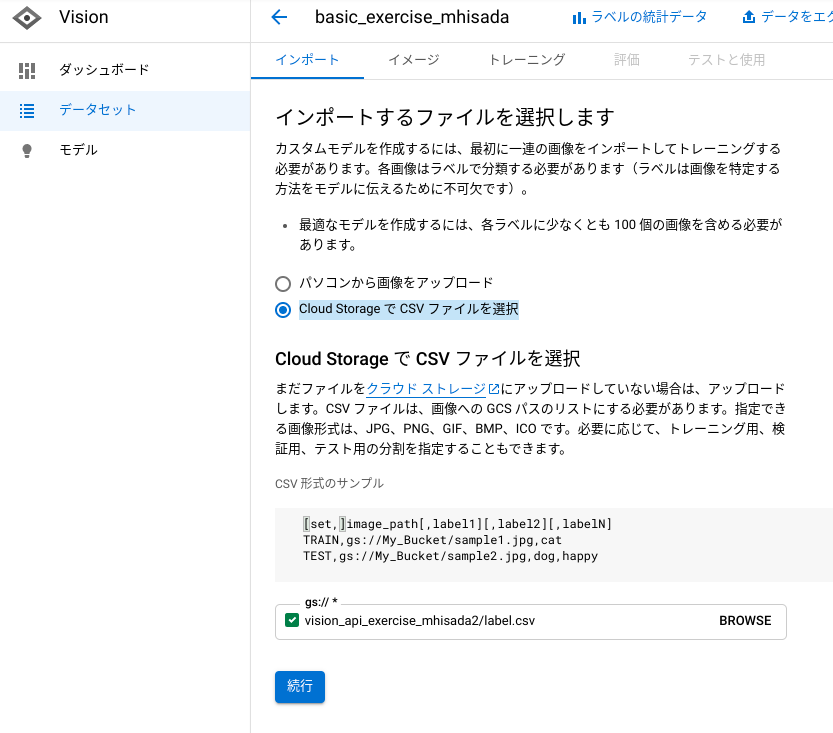 Vision
basic_exercise_mhisada
ラベルの統計データ
データをエク
ダッシュボード
データセット
モデル
インポート
イメージ
トレーニング
評価
テストと使用
インポートするファイルを選択します
カスタムモデルを作成するには、最初に一連の画像をインポートしてトレーニングする
必要があります。各画像はラベルで分類する必要があります（ラベルは画像を特定する
方法をモデルに伝えるために不可欠です）。
• 最適なモデルを作成するには、各ラベルに少なくとも 100 個の画像を含める必要が
あります。
パソコンから画像をアップロード
Cloud Storage で CSV ファイルを選択
Cloud Storage で CSV ファイルを選択
まだファイルをクラウド ストレージにアップロードしていない場合は、アップロード
します。CSV ファイルは、画像への GCS パスのリストにする必要があります。指定でき
る画像形式は、JPG、PNG、GIF、BMP、ICO です。必要に応じて、トレーニング用、検
証用、テスト用の分割を指定することもできます。
CSV 形式のサンプル
[set,]image_path[,label1][,label2][,labelN]
TRAIN,gs://My_Bucket/sample1.jpg,cat
TEST,gs://My_Bucket/sample2.jpg,dog,happy
gs:// *
vision_api_exercise_mhisada2/label.csv
BROWSE
続行